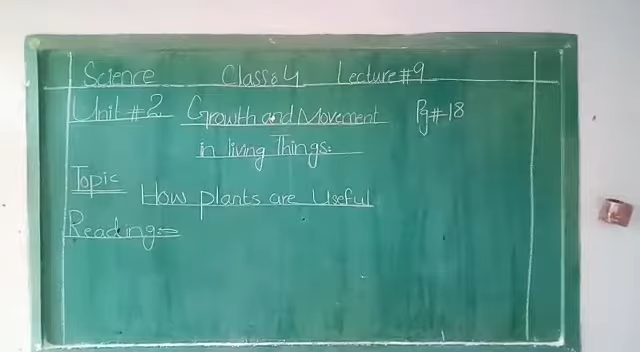 Science Class:4 Lecture#9
Unit #2 Growth and Movement Pg#18
in living Things:
Topic
How plants are Useful
Reading:=